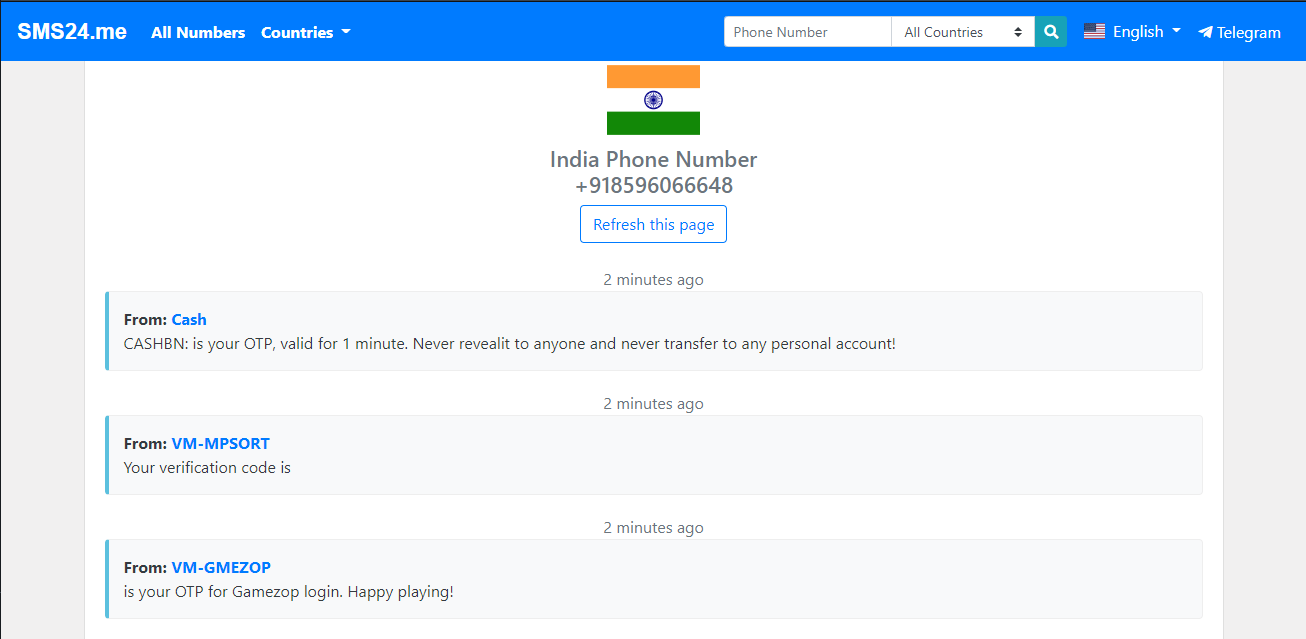 SMS24.me All Numbers Countries Phone Number All Countries English Telegram
India Phone Number
+918596066648
Refresh this page
2 minutes ago
From: Cash
CASHBN: is your OTP, valid for 1 minute. Never revealit to anyone and never transfer to any personal account!
2 minutes ago
From: VM-MPSORT
Your verification code is
2 minutes ago
From: VM-GMEZOP
is your OTP for Gamezop login. Happy playing!